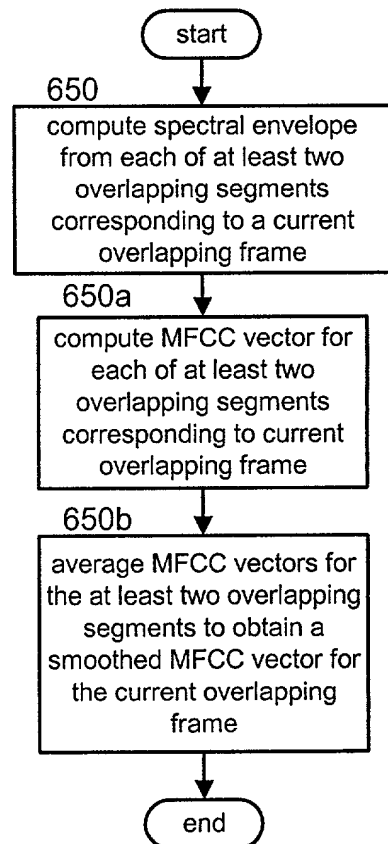 start
650
compute spectral envelope
from each of at least two
overlapping segments
corresponding to a current
overlapping frame
650a
compute MFCC vector for
each of at least two
overlapping segments
corresponding to current
overlapping frame
650b
average MFCC vectors for
the at least two overlapping
segments to obtain a
smoothed MFCC vector for
the current overlapping
frame
end